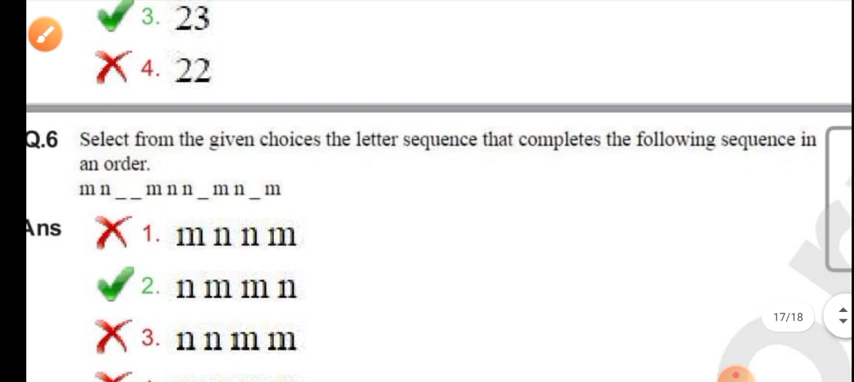 3. 23
4. 22
Q.6 Select from the given choices the letter sequence that completes the following sequence in
an order.
m n _ _ m n n _ m n _ m
Ans 1. m n n m
2. n m m n
3. n n m m
17/18